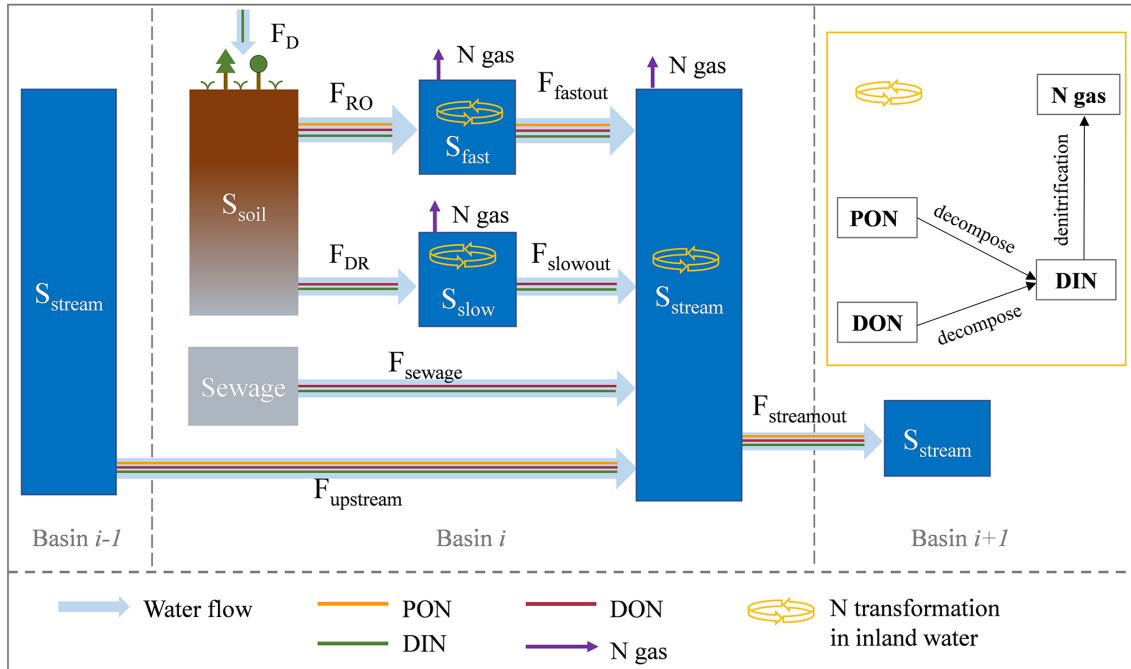 F_D
N gas
N gas
F_RO
F_fastout
S_fast
N gas
S_soil
N gas
F_DR
F_slowout
S_slow
S_stream
S_stream
Sewage
F_sewage
F_upstream
F_streamout
S_stream
PON
decompose
DON
decompose
DIN
denitrification
N gas
Basin i-1
Basin i
Basin i+1
Water flow
PON
DON
DIN
N gas
N transformation
in inland water